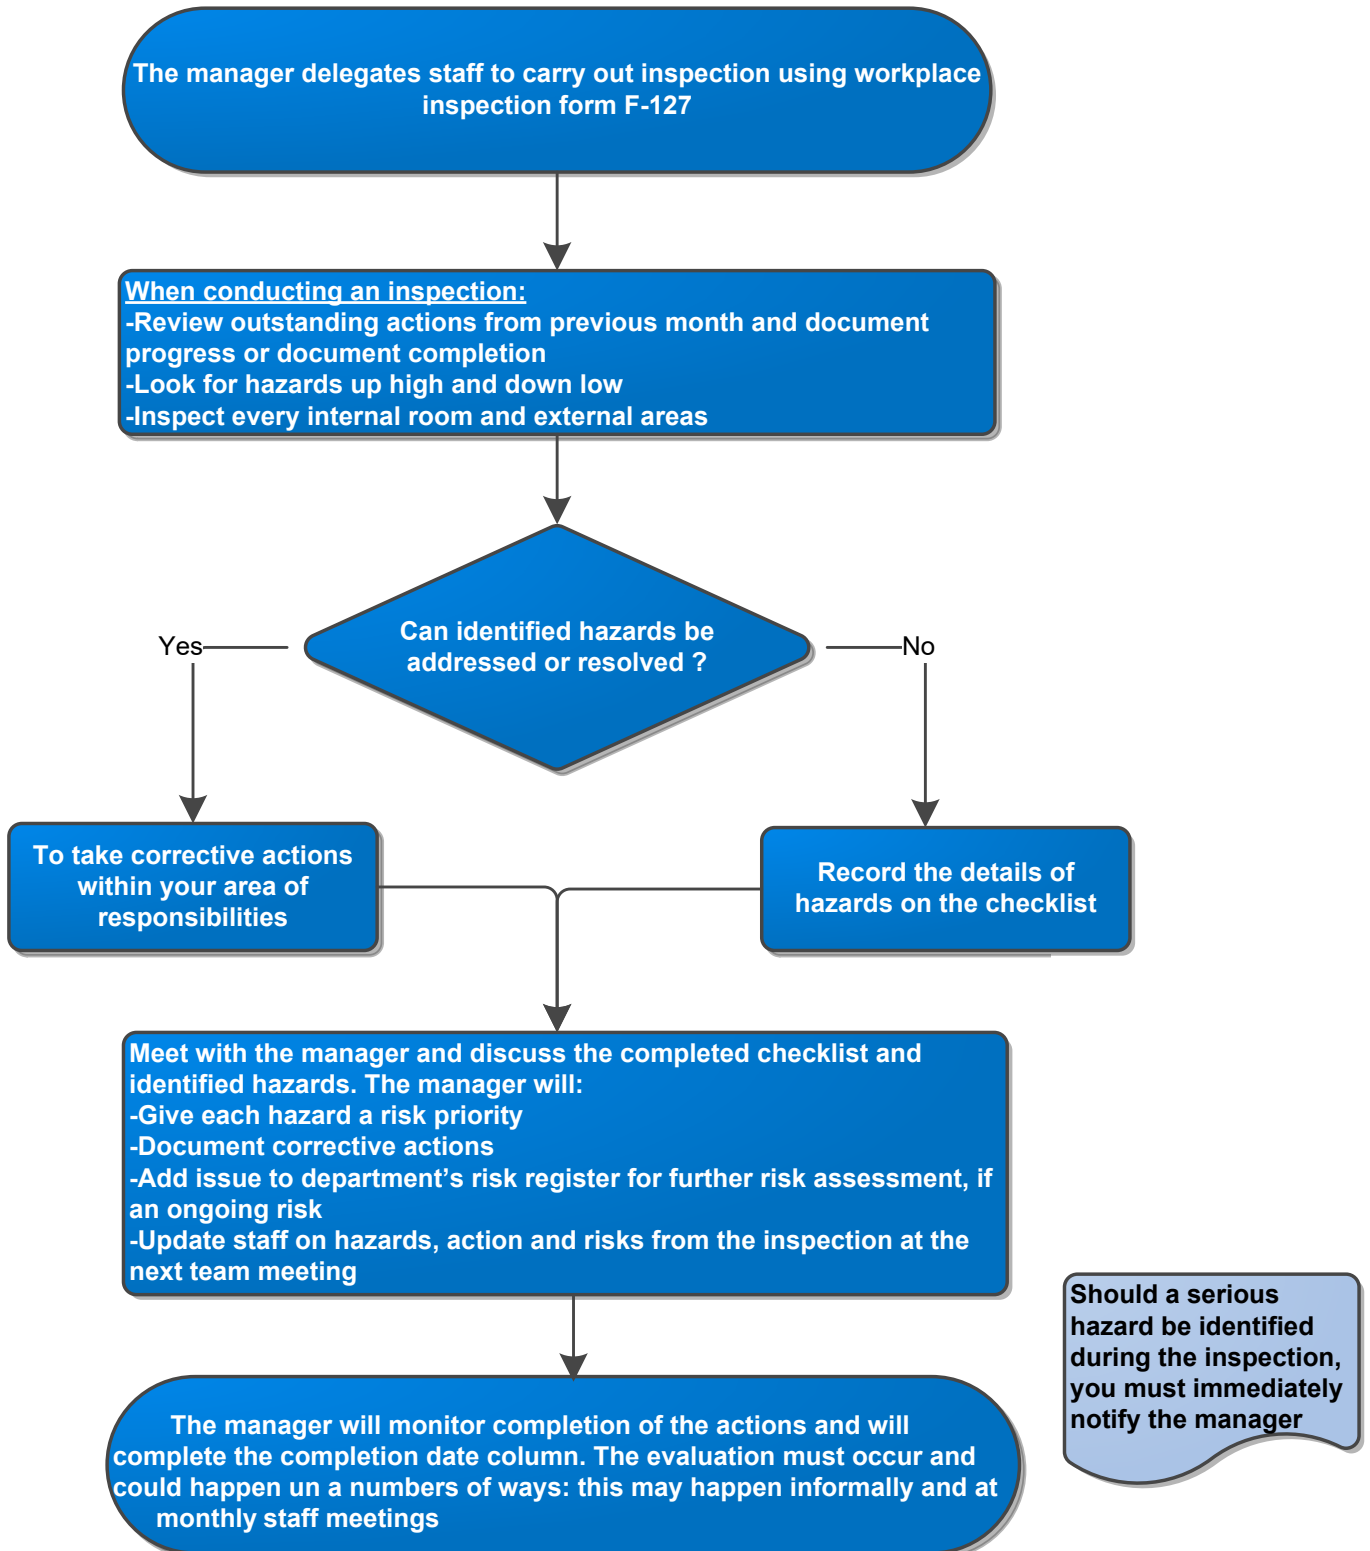 The manager delegates staff to carry out inspection using workplace
inspection form F-127
When conducting an inspection:
-Review outstanding actions from previous month and document
progress or document completion
-Look for hazards up high and down low
-Inspect every internal room and external areas
Can identified hazards be
addressed or resolved ?
Yes
No
To take corrective actions
within your area of
responsibilities
Record the details of
hazards on the checklist
Meet with the manager and discuss the completed checklist and
identified hazards. The manager will:
-Give each hazard a risk priority
-Document corrective actions
-Add issue to department’s risk register for further risk assessment, if
an ongoing risk
-Update staff on hazards, action and risks from the inspection at the
next team meeting
Should a serious
hazard be identified
during the inspection,
you must immediately
notify the manager
The manager will monitor completion of the actions and will
complete the completion date column. The evaluation must occur and
could happen un a numbers of ways: this may happen informally and at
monthly staff meetings